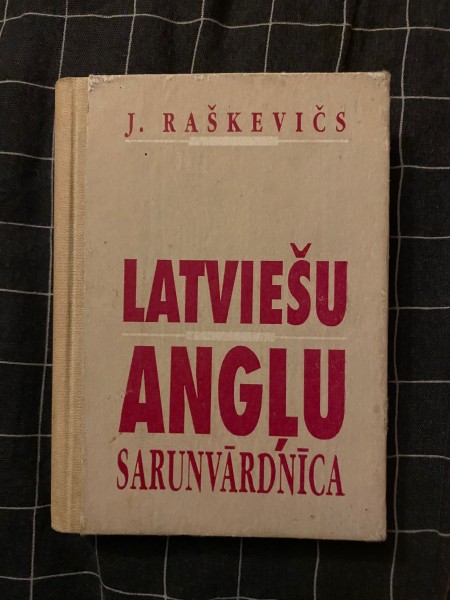 J. RAŠKEVIČS
LATVIEŠU
ANGĻU
SARUNVĀRDNĪCA